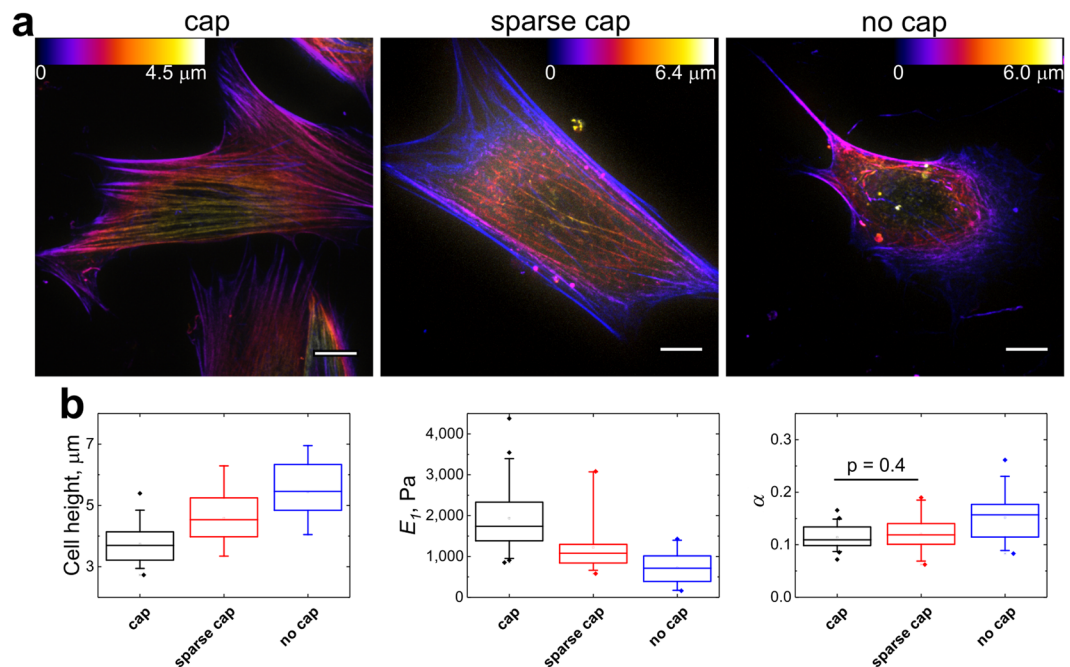 a
cap
sparse cap
no cap
0
4.5 μm
0
6.4 μm
0
6.0 μm
b
Cell height, μm
7
5
3
cap
sparse cap
no cap
E1, Pa
4,000
3,000
2,000
1,000
0
cap
sparse cap
no cap
α
0.3
0.2
0.1
0.0
p = 0.4
cap
sparse cap
no cap